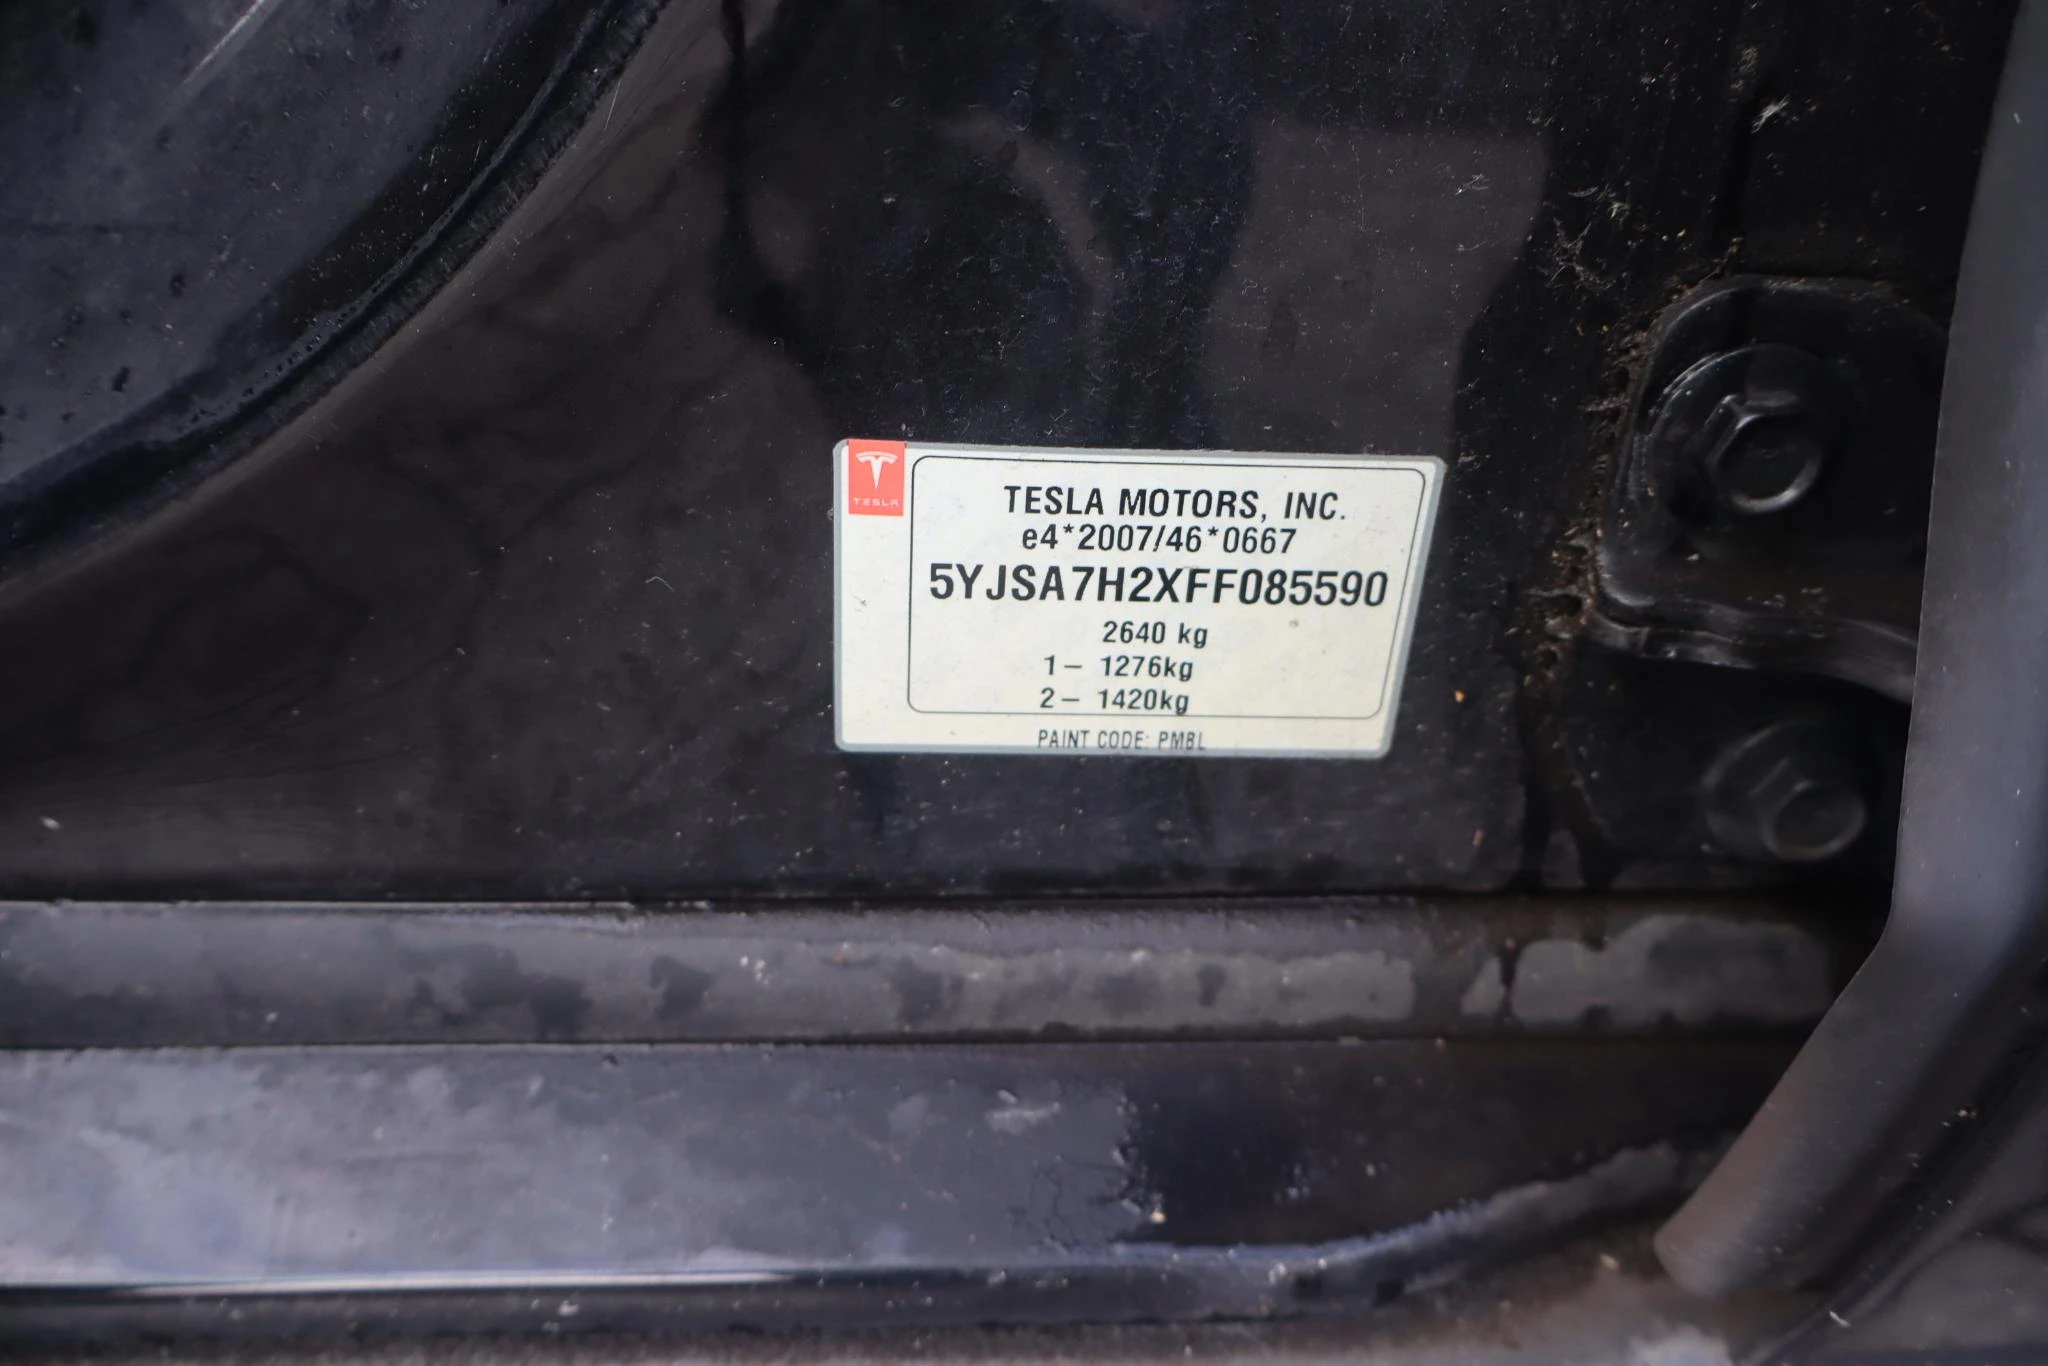 TESLA
TESLA MOTORS, INC.
e4*2007/46*0667
5YJSA7H2XFF085590
2640 kg
1 – 1276kg
2 – 1420kg
PAINT CODE: PMBL